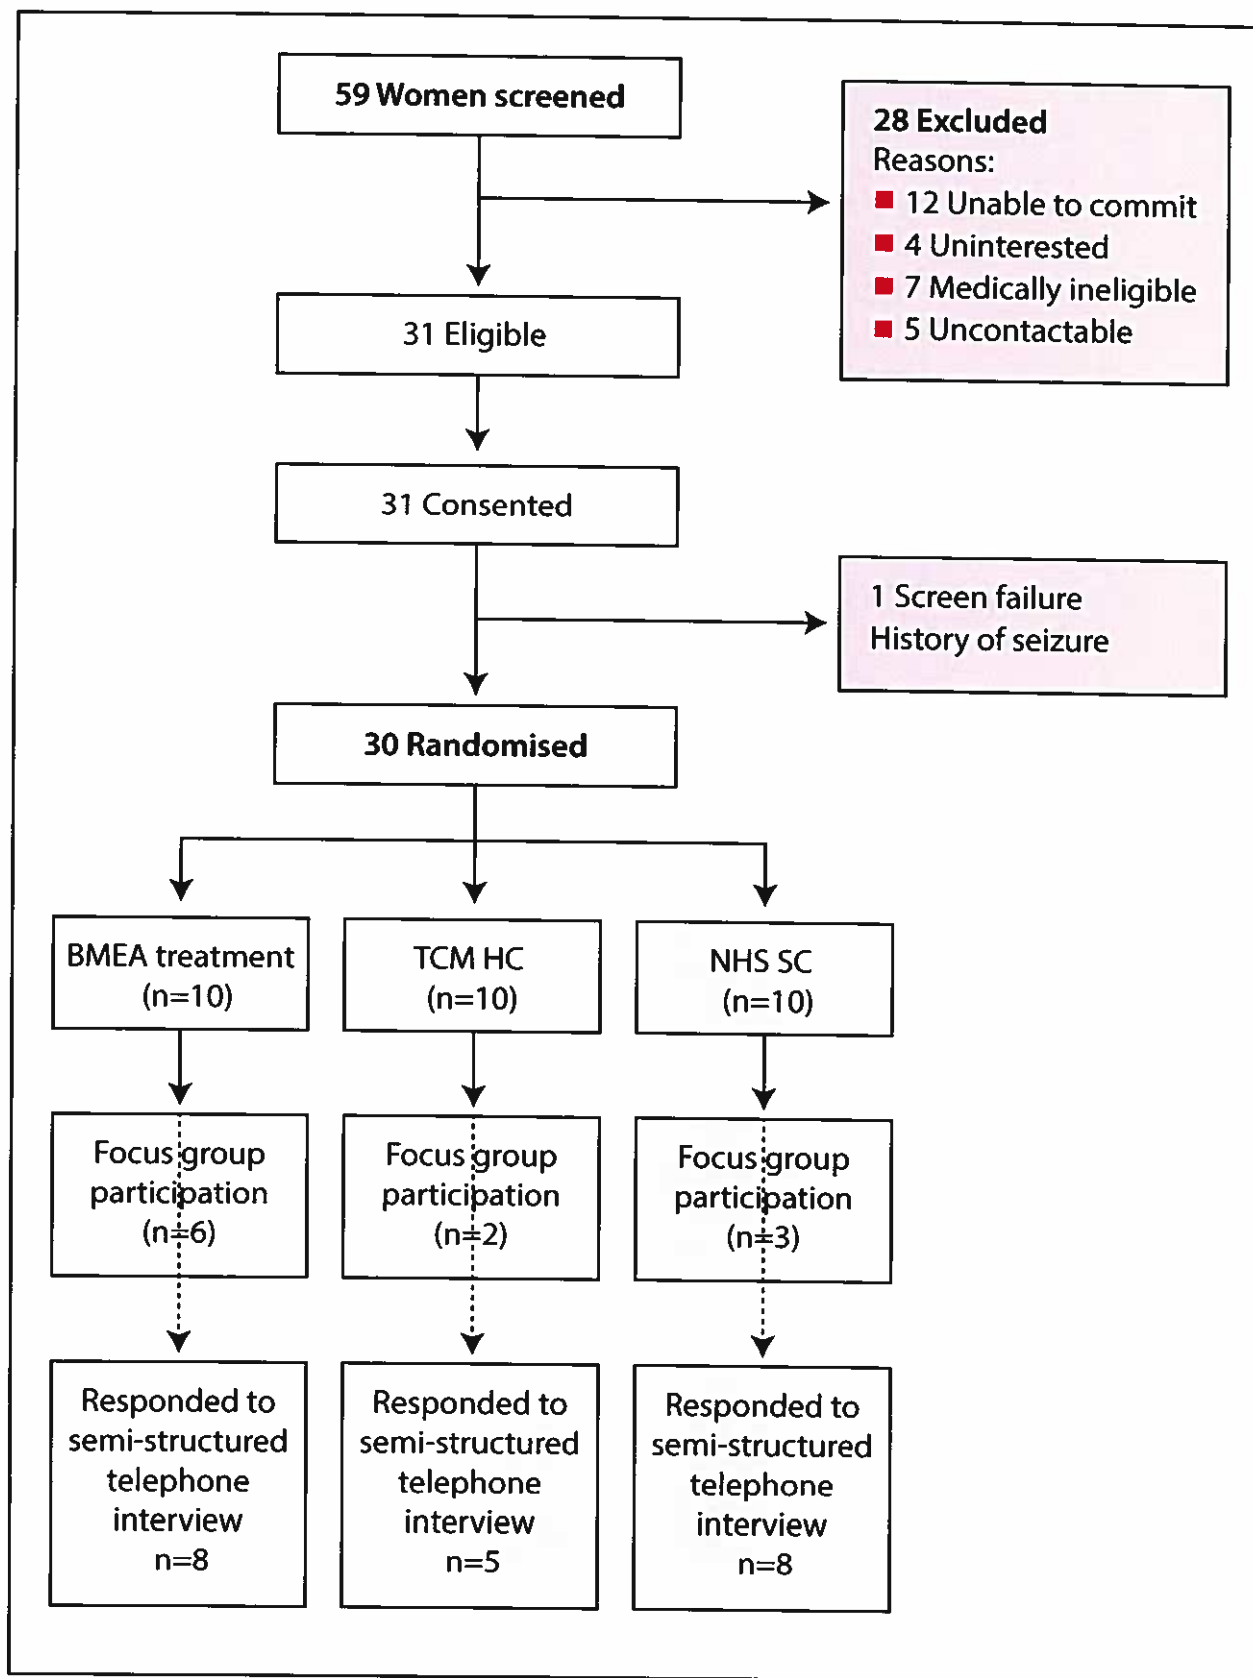 59 Women screened
28 Excluded
Reasons:
12 Unable to commit
4 Uninterested
7 Medically ineligible
5 Uncontactable
31 Eligible
31 Consented
1 Screen failure
History of seizure
30 Randomised
BMEA treatment
(n=10)
TCM HC
(n=10)
NHS SC
(n=10)
Focus group
participation
(n=6)
Focus group
participation
(n=2)
Focus group
participation
(n=3)
Responded to
semi-structured
telephone
interview
n=8
Responded to
semi-structured
telephone
interview
n=5
Responded to
semi-structured
telephone
interview
n=8